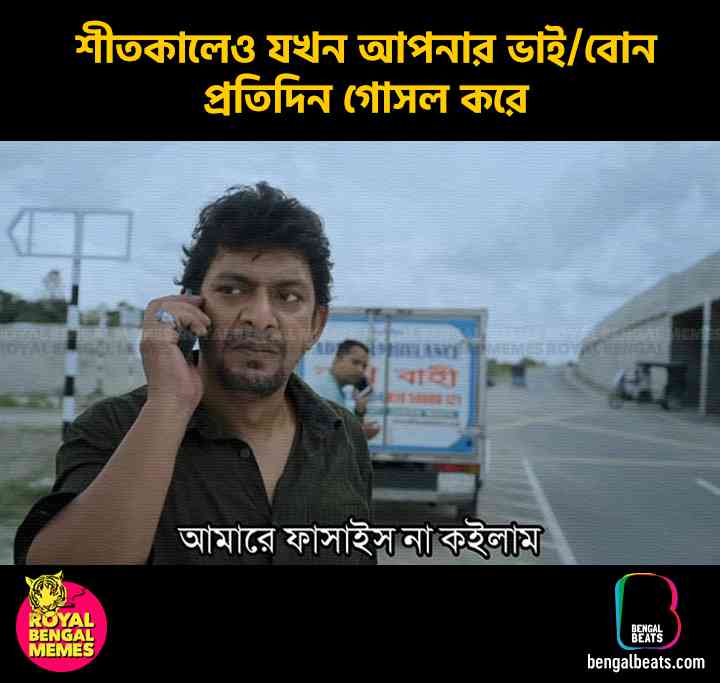 শীতকালেও যখন আপনার ভাই/বোন
প্রতিদিন গোসল করে
বাহী
আমারে ফাসাইস না কইলাম
ROYAL
BENGAL
MEMES
BENGAL
BEATS
bengalbeats.com